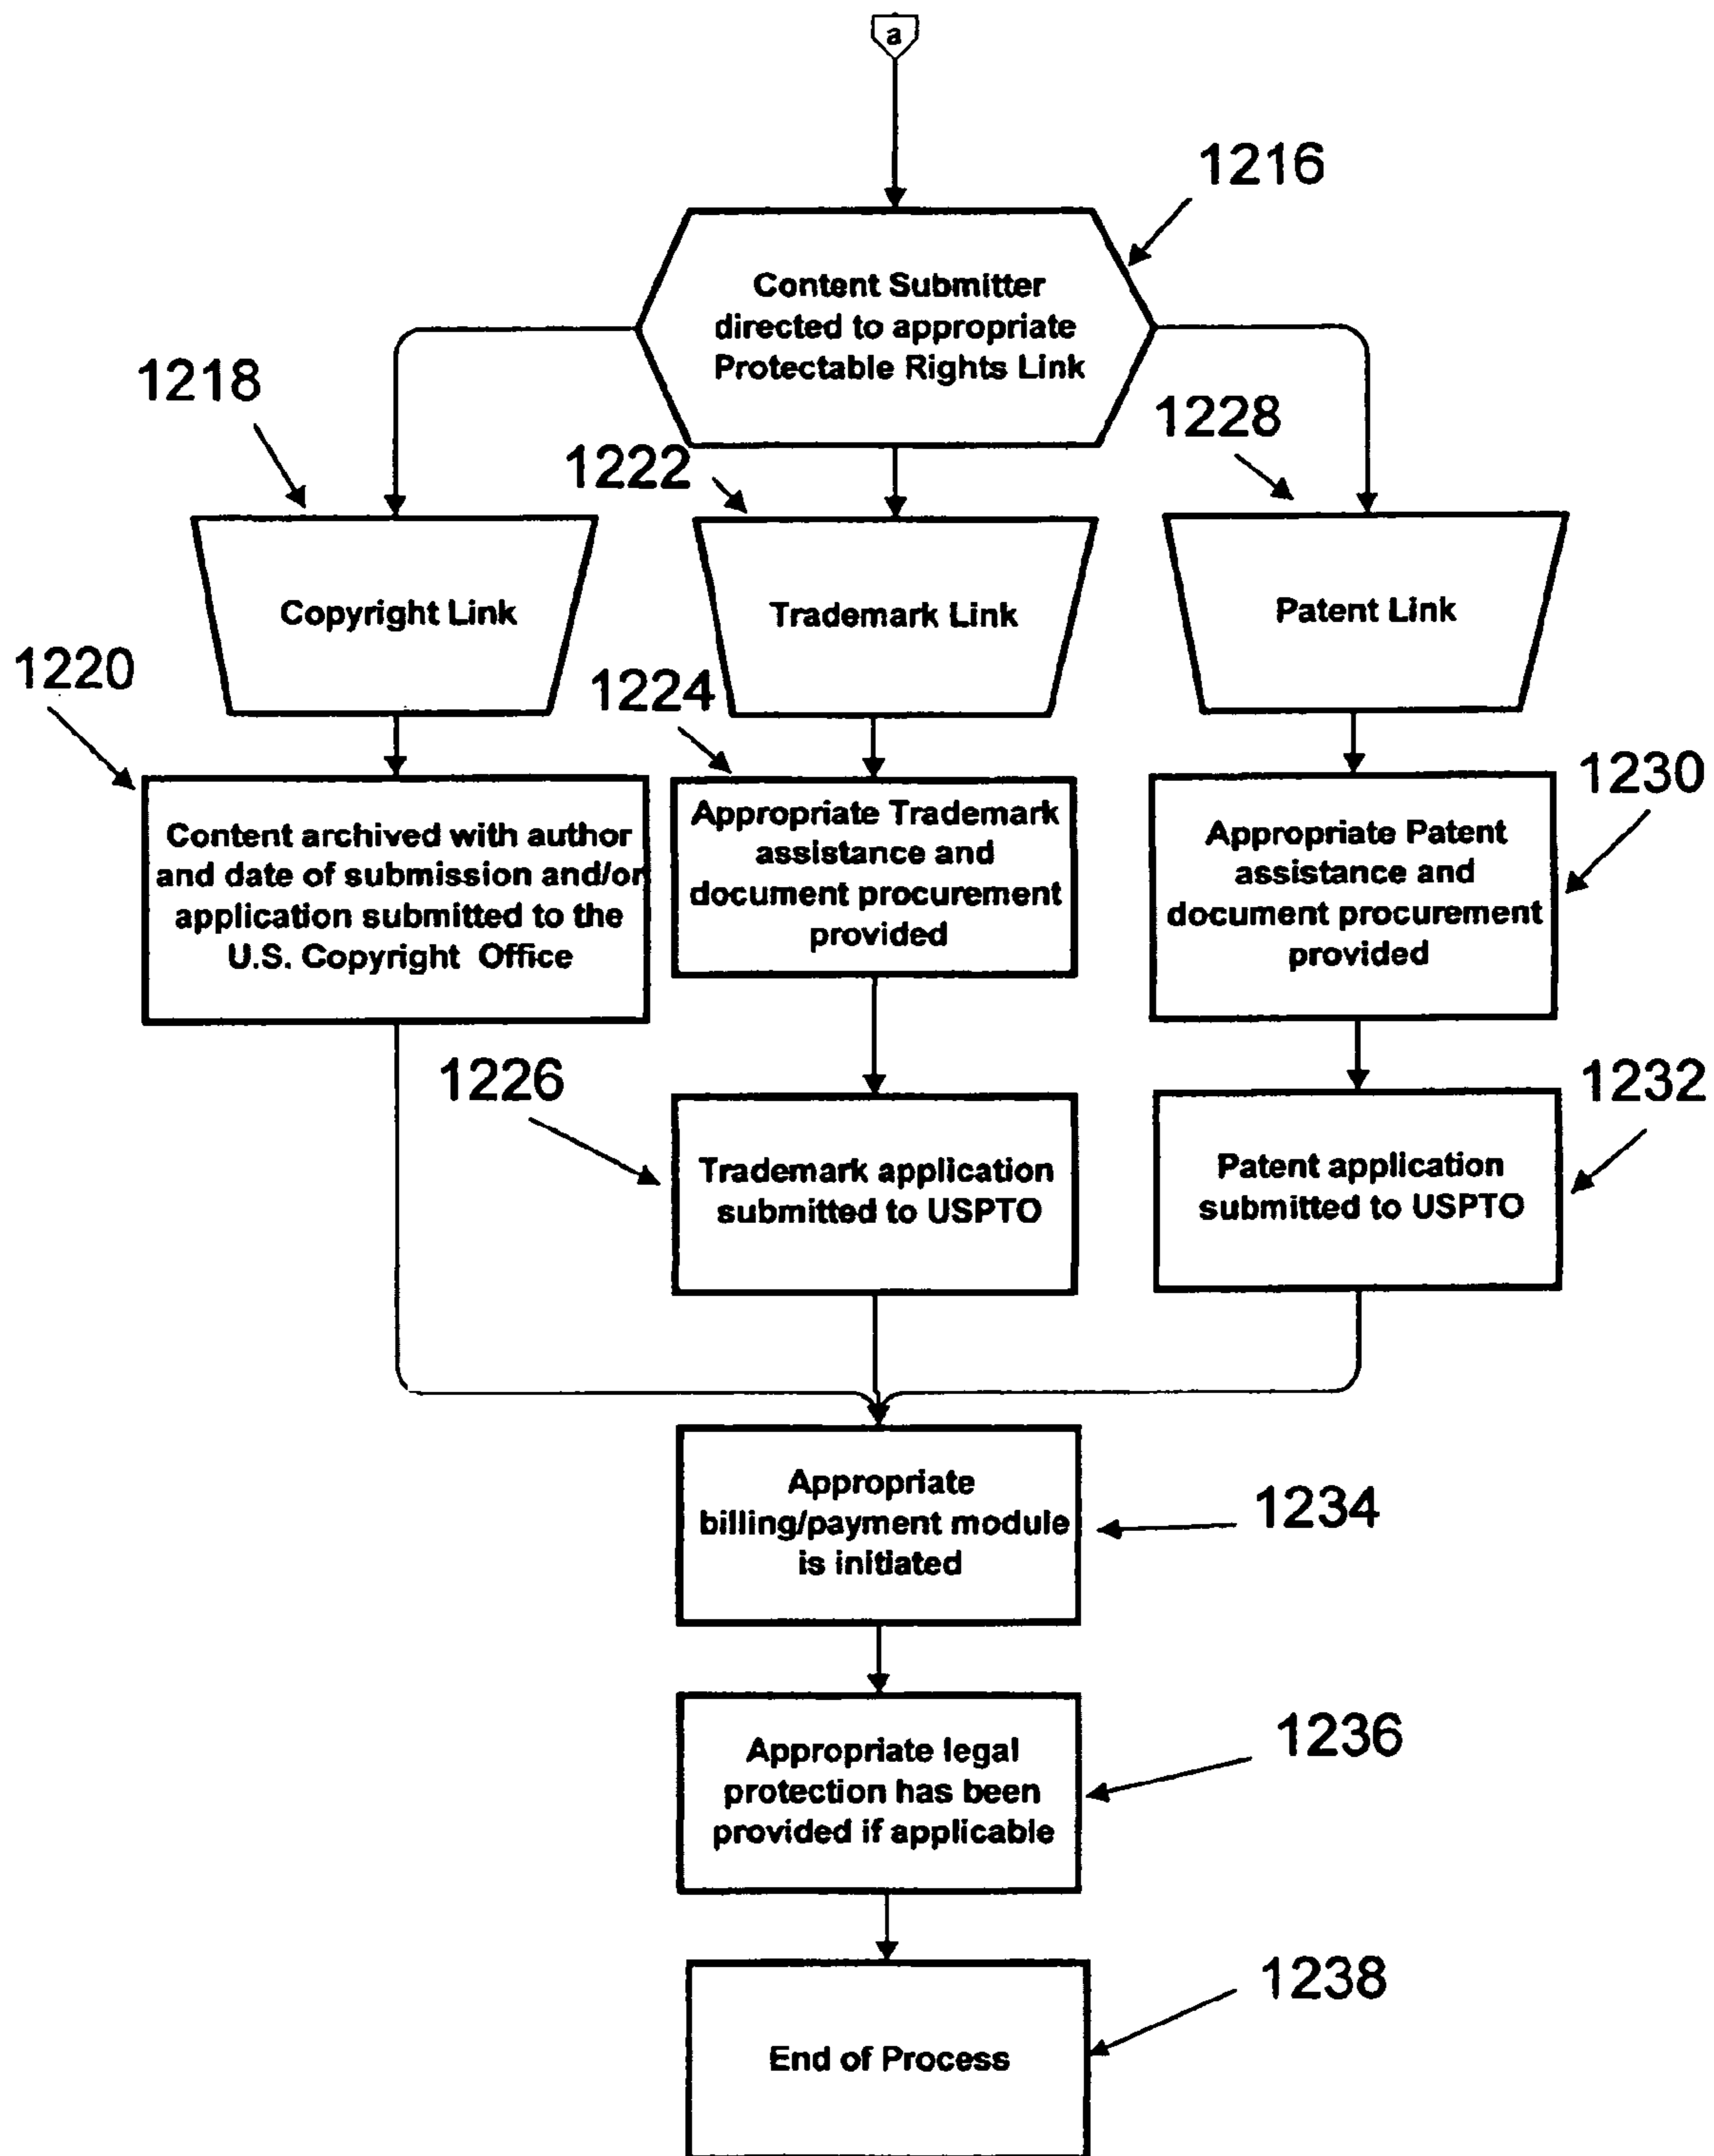 a
1216
Content Submitter
directed to appropriate
Protectable Rights Link
1218
1222
1228
Copyright Link
Trademark Link
Patent Link
1220
1224
1230
Content archived with author
and date of submission and/or
application submitted to the
U.S. Copyright Office
Appropriate Trademark
assistance and
document procurement
provided
Appropriate Patent
assistance and
document procurement
provided
1226
1232
Trademark application
submitted to USPTO
Patent application
submitted to USPTO
Appropriate
billing/payment module
is initiated
1234
Appropriate legal
protection has been
provided if applicable
1236
End of Process
1238